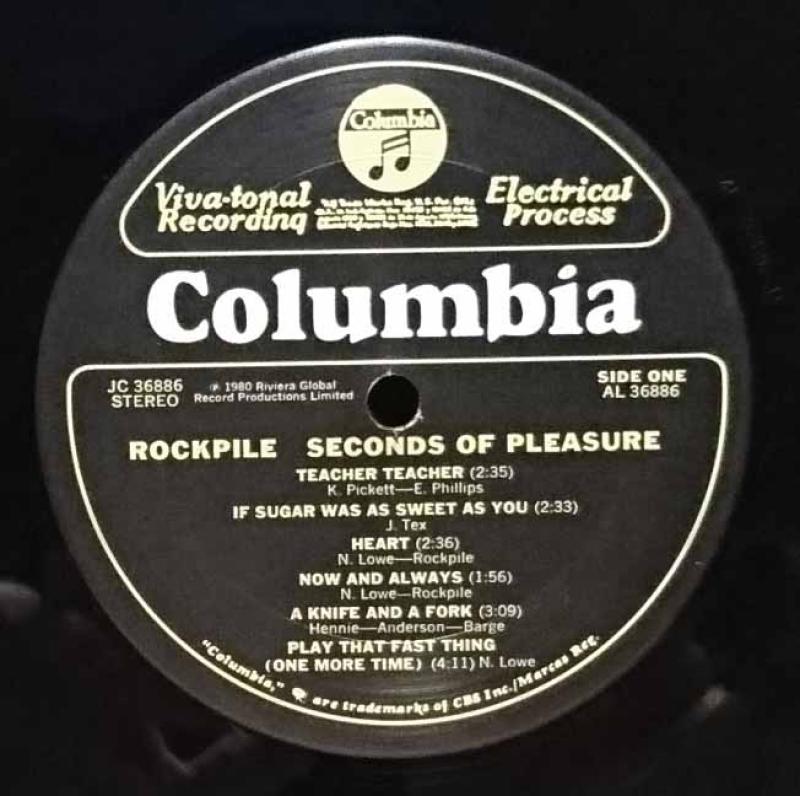 Columbia
Viva-tonal
Recording
Electrical
Process
Columbia
JC 36886
STEREO
℗ 1980 Riviera Global
Record Productions Limited
SIDE ONE
AL 36886
ROCKPILE SECONDS OF PLEASURE
TEACHER TEACHER (2:35)
K. Pickett—E. Phillips
IF SUGAR WAS AS SWEET AS YOU (2:33)
J. Tex
HEART (2:36)
N. Lowe—Rockpile
NOW AND ALWAYS (1:56)
N. Lowe—Rockpile
A KNIFE AND A FORK (3:09)
Hennie—Anderson—Barge
PLAY THAT FAST THING
(ONE MORE TIME) (4:11) N. Lowe
"Columbia," are trademarks of CBS Inc./Marcas Reg.